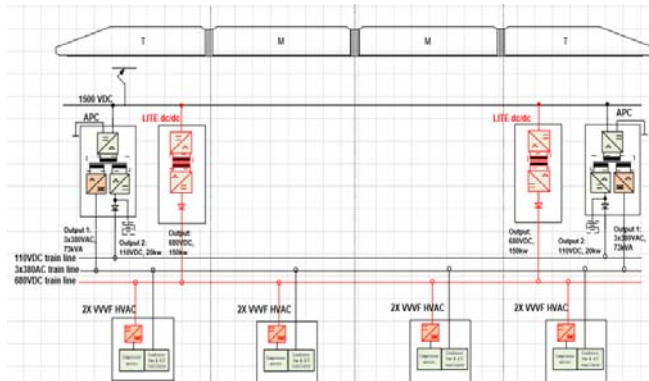 T M M T
1500 VDC
APC LITE dc/dc LITE dc/dc APC
Output 1:
3x380VAC,
73kVA
Output 2:
110VDC, 20kw
Output:
680VDC,
150kw
Output:
680VDC,
150kw
Output 2:
110VDC, 20kw
Output 1:
3x380VAC,
73kVA
110VDC train line
3x380AC train line
680VDC train line
2X VVVF HVAC 2X VVVF HVAC 2X VVVF HVAC 2X VVVF HVAC